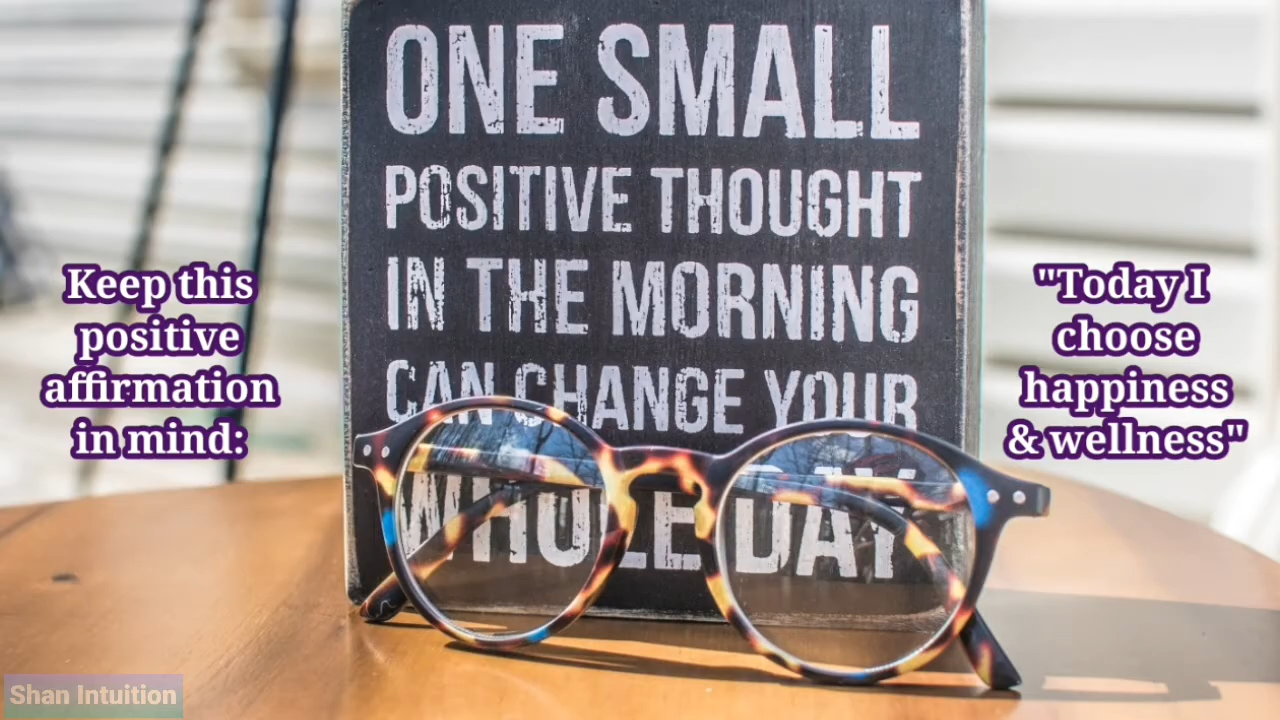 ONE SMALL
POSITIVE THOUGHT
IN THE MORNING
CAN CHANGE YOUR
WHOLE DAY
Keep this
positive
affirmation
in mind:
"Today I
choose
happiness
& wellness"
Shan Intuition